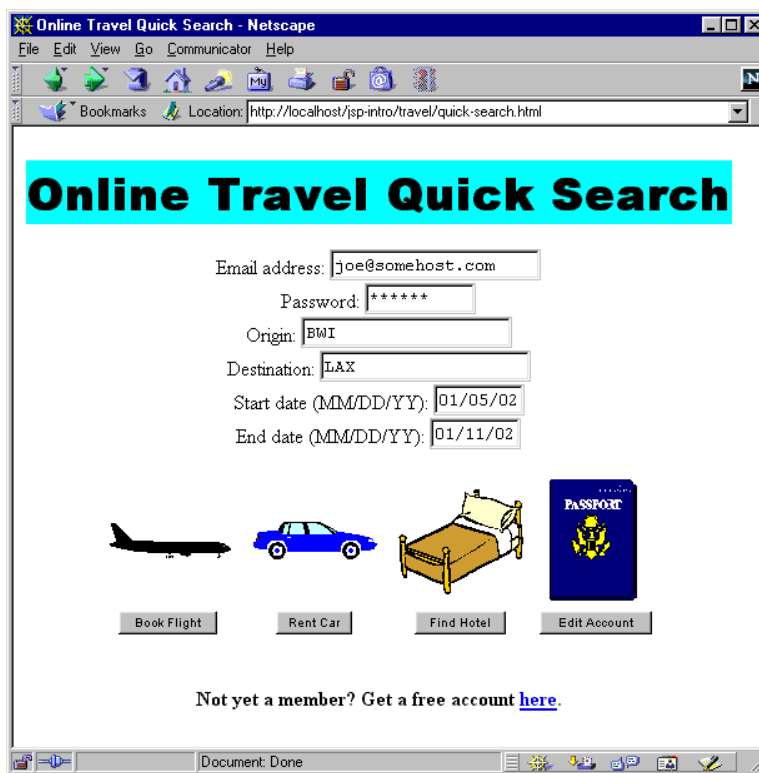 Online Travel Quick Search - Netscape
File Edit View Go Communicator Help
My
N
Bookmarks Location: http://localhost/jsp-intro/travel/quick-search.html
Online Travel Quick Search
Email address: joe@somehost.com
Password: ******
Origin: BWI
Destination: LAX
Start date (MM/DD/YY): 01/05/02
End date (MM/DD/YY): 01/11/02
PASSPORT
Book Flight Rent Car Find Hotel Edit Account
Not yet a member? Get a free account here.
Document: Done